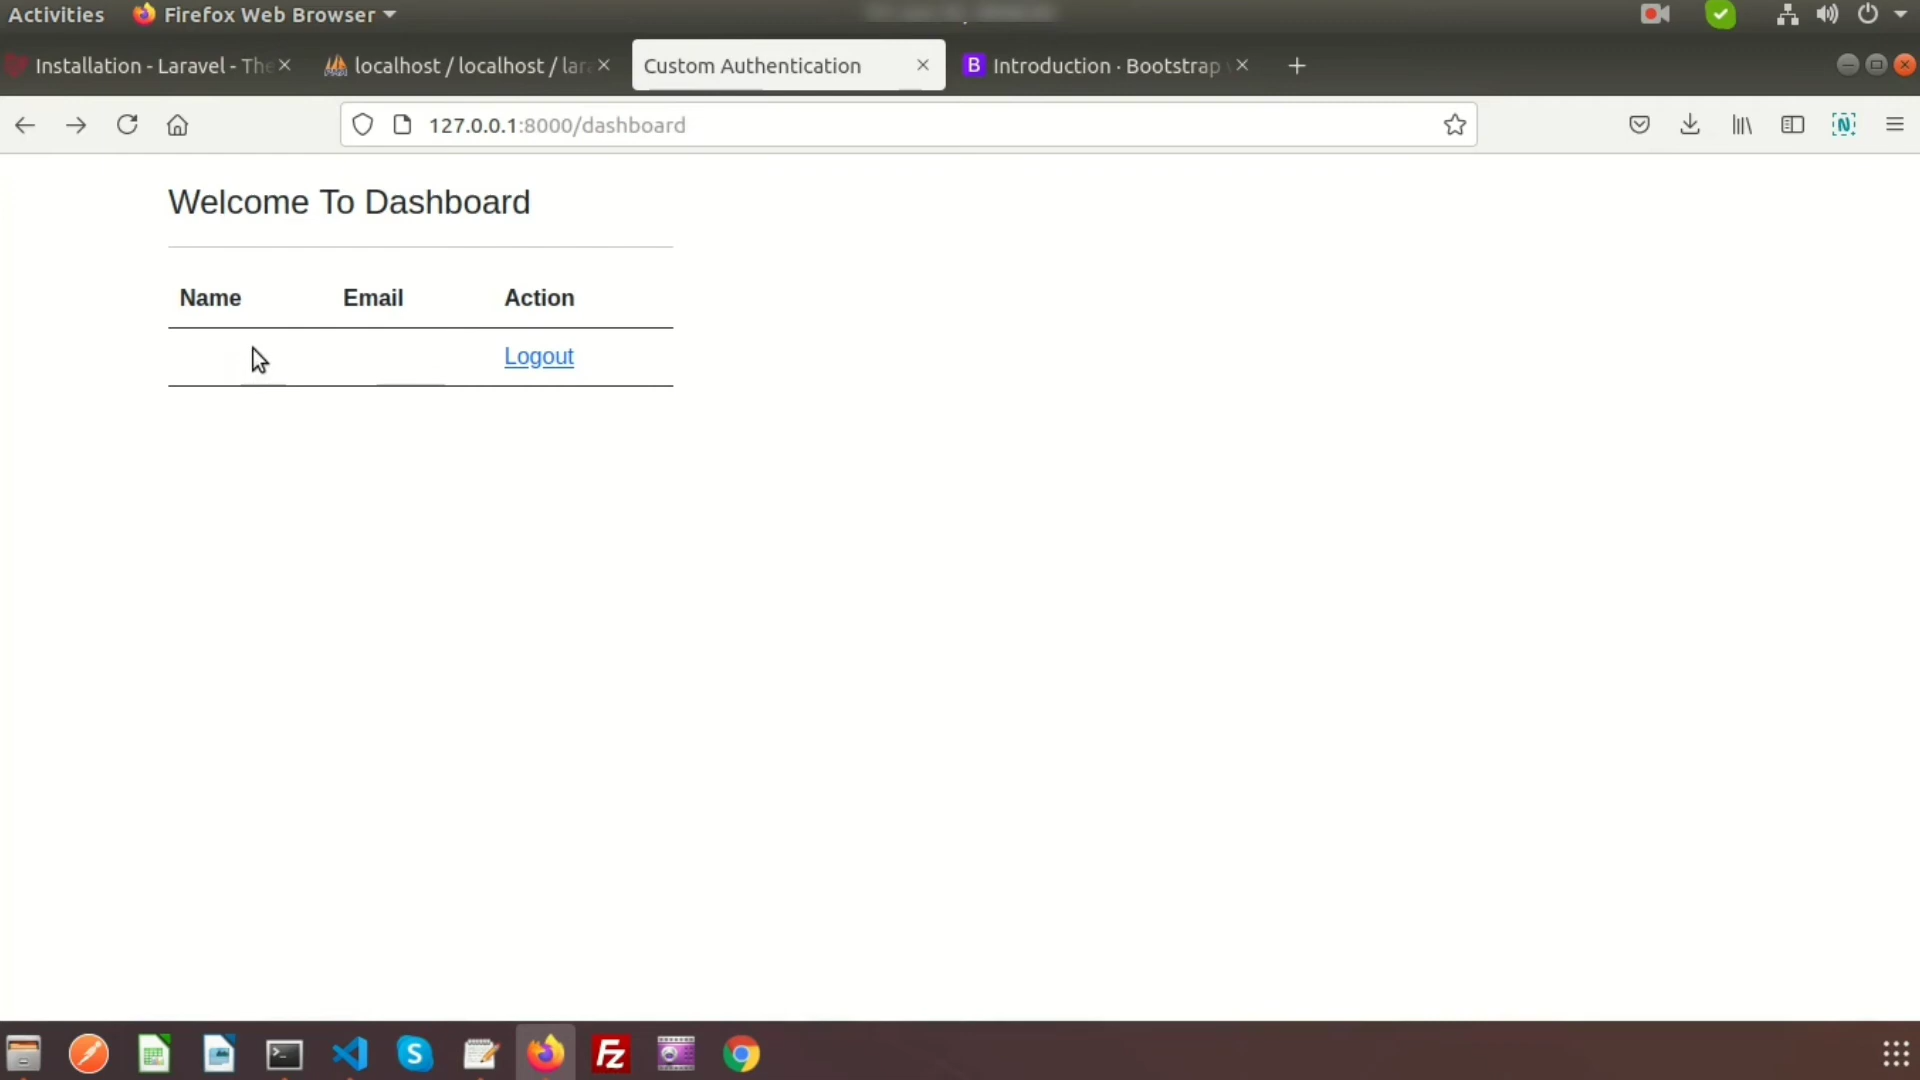 Activities Firefox Web Browser
Installation - Laravel - The localhost / localhost / lar Custom Authentication B Introduction · Bootstrap
127.0.0.1:8000/dashboard
Welcome To Dashboard
Name Email Action
Logout